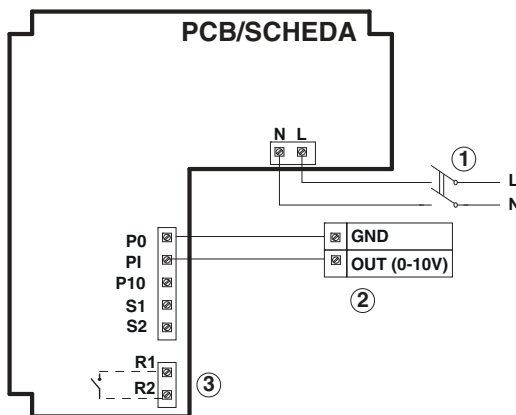 PCB/SCHEDA
N L
1
L
N
P0
GND
PI
OUT (0-10V)
P10
2
S1
S2
R1
R2
3